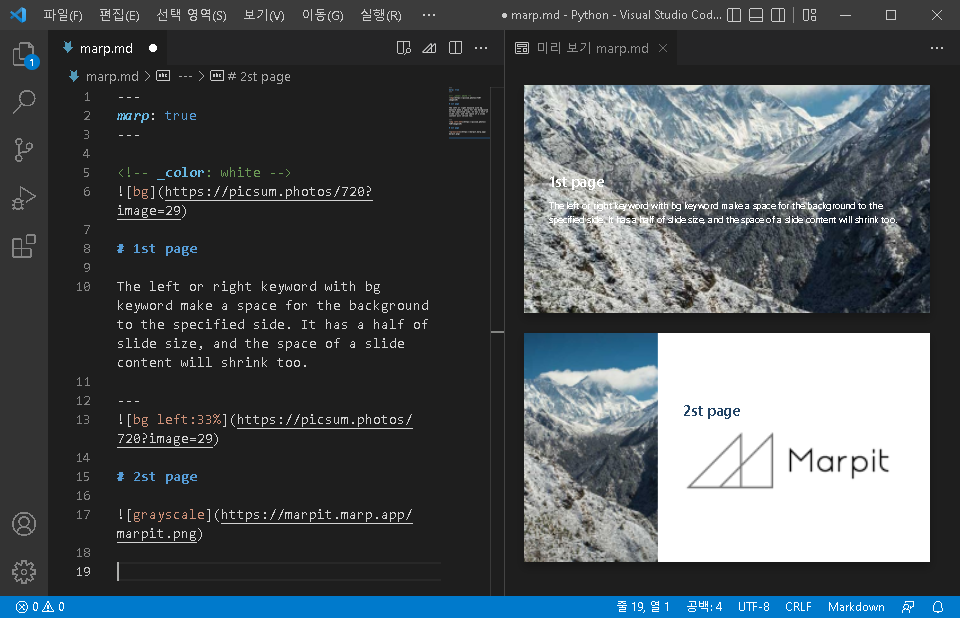 파일(F) 편집(E) 선택 영역(S) 보기(V) 이동(G) 실행(R) ··· ● marp.md - Python - Visual Studio Cod...
1
marp.md ●
marp.md > --- > # 2st page
1 ---
2 marp: true
3 ---
4
5 <!-- _color: white -->
6 ![bg](https://picsum.photos/720?
image=29)
7
8 # 1st page
9
10 The left or right keyword with bg
keyword make a space for the background
to the specified side. It has a half of
slide size, and the space of a slide
content will shrink too.
11
12 ---
13 ![bg left:33%](https://picsum.photos/
720?image=29)
14
15 # 2st page
16
17 ![grayscale](https://marpit.marp.app/
marpit.png)
18
19
미리 보기 marp.md
1st page
The left or right keyword with bg keyword make a space for the background to the
specified side. It has a half of slide size, and the space of a slide content will shrink too.
2st page
Marpit
0 0 줄 19, 열 1 공백: 4 UTF-8 CRLF Markdown